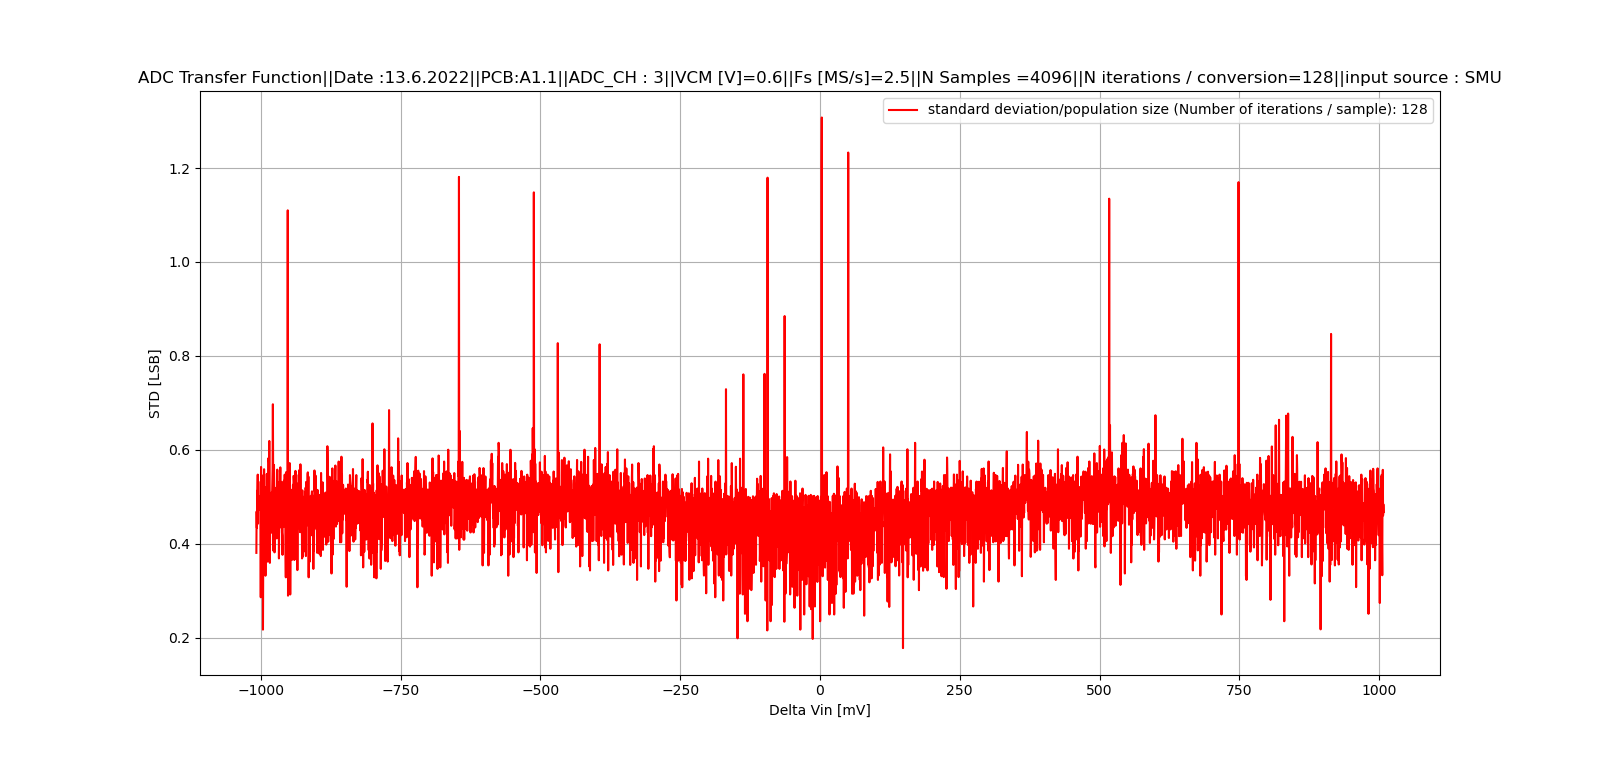 ADC Transfer Function||Date :13.6.2022||PCB:A1.1||ADC_CH : 3||VCM [V]=0.6||Fs [MS/s]=2.5||N Samples =4096||N iterations / conversion=128||input source : SMU
standard deviation/population size (Number of iterations / sample): 128
1.2
1.0
0.8
0.6
0.4
0.2
STD [LSB]
−1000 −750 −500 −250 0 250 500 750 1000
Delta Vin [mV]